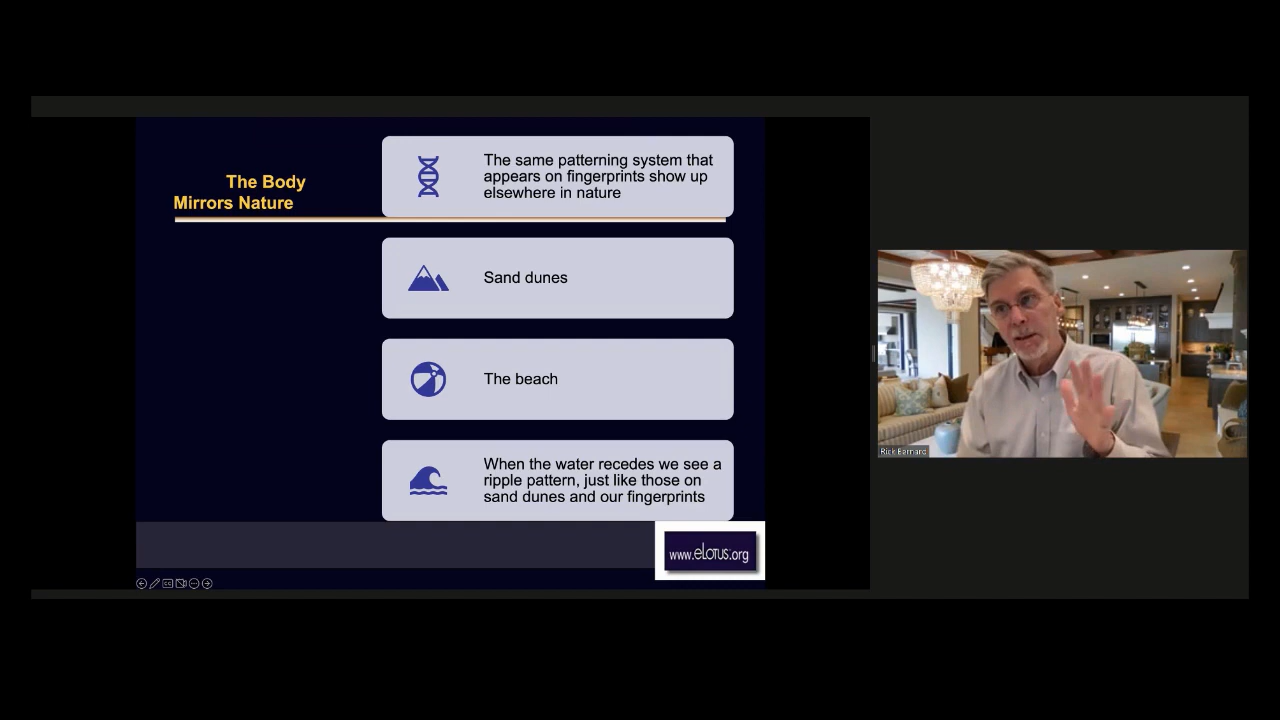 The Body
Mirrors Nature
The same patterning system that
appears on fingerprints show up
elsewhere in nature
Sand dunes
The beach
When the water recedes we see a
ripple pattern, just like those on
sand dunes and our fingerprints
www.eLotus.org
Rick Bernard